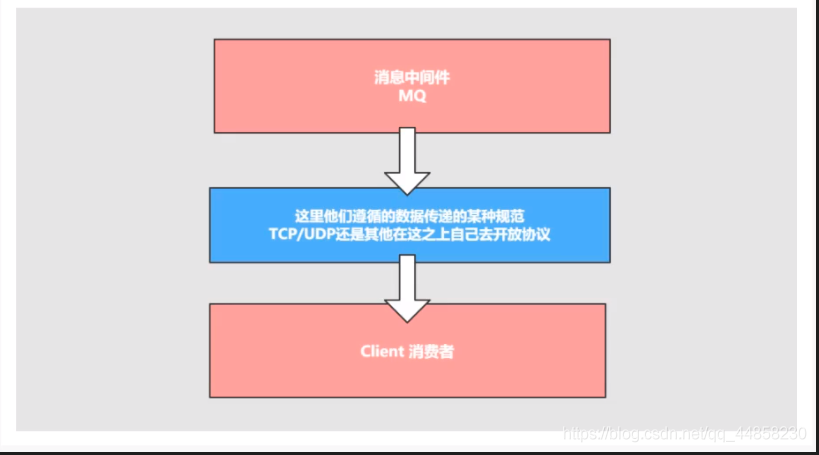 消息中间件
MQ
这里他们遵循的数据传递的某种规范
TCP/UDP还是其他在这之上自己去开放协议
Client 消费者
https://blog.csdn.net/qq_44858230